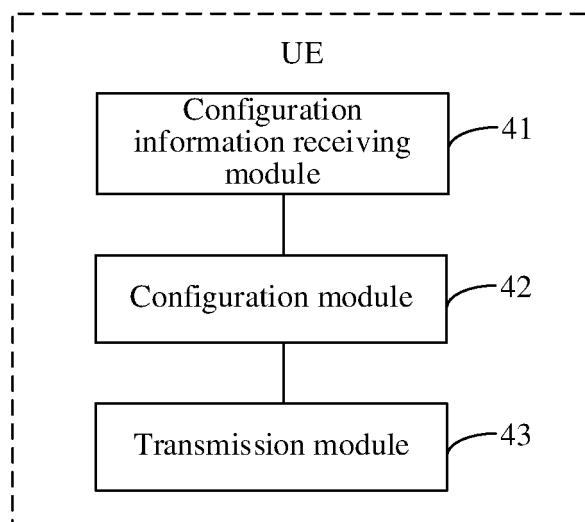 UE
Configuration
information receiving
module
41
Configuration module
42
Transmission module
43